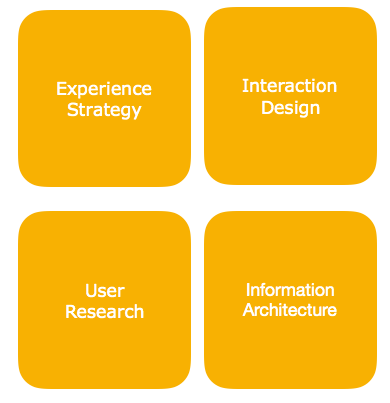 Experience
Strategy
Interaction
Design
User
Research
Information
Architecture